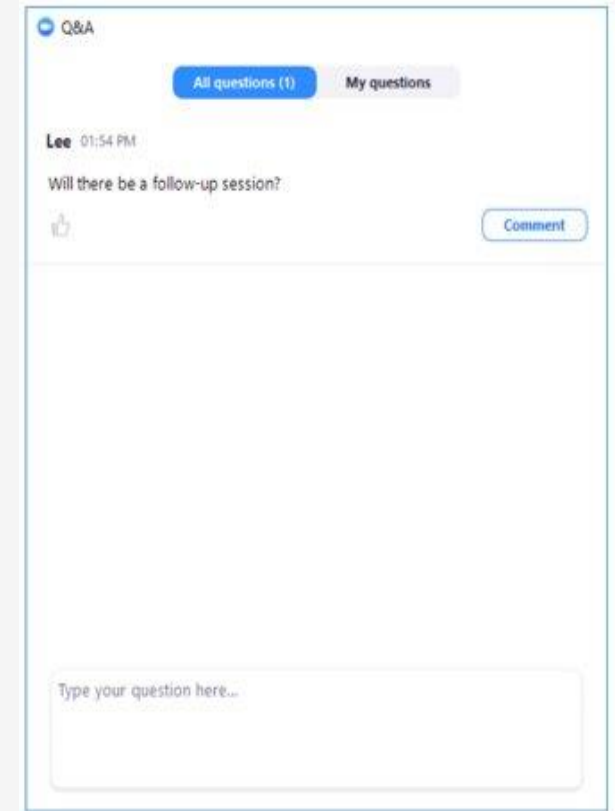 Q&A
All questions (1) My questions
Lee 01:54 PM
Will there be a follow-up session?
Comment
Type your question here...